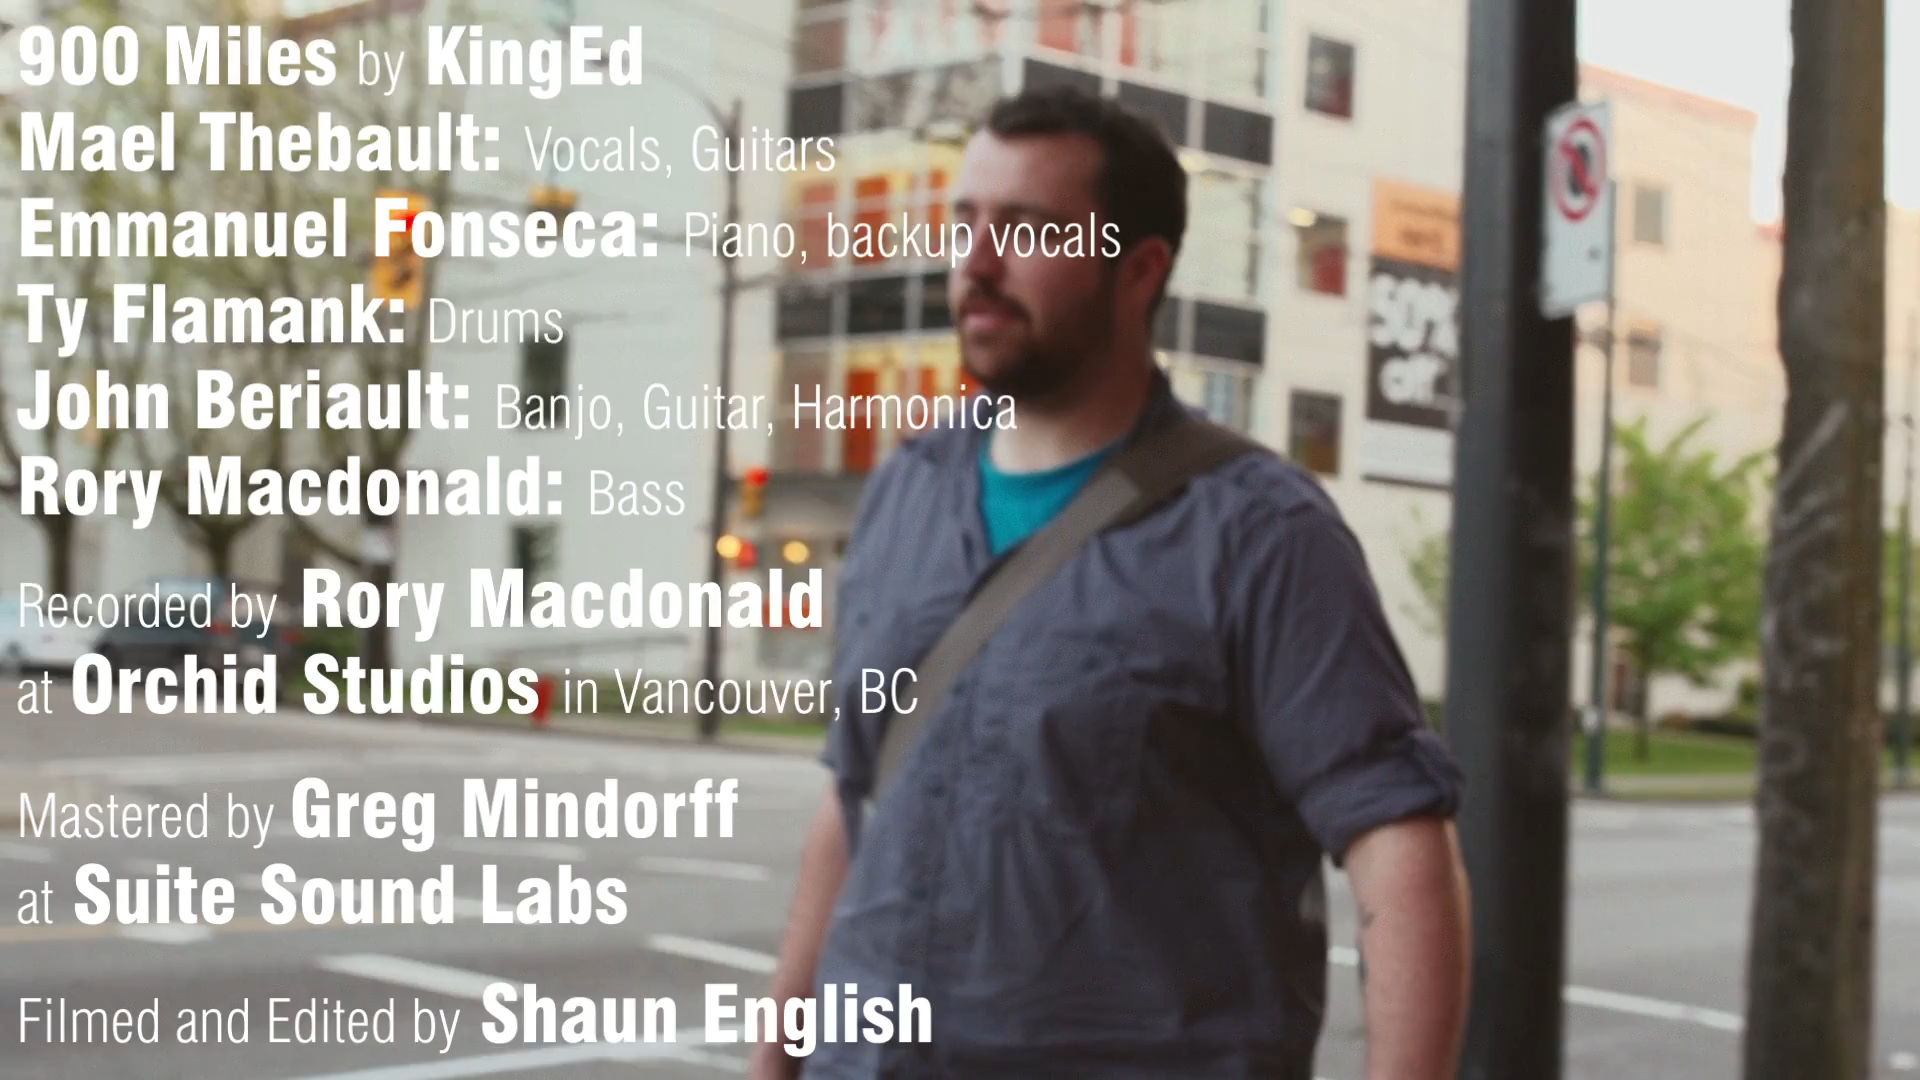 900 Miles by KingEd
Mael Thebault: Vocals, Guitars
Emmanuel Fonseca: Piano, backup vocals
Ty Flamank: Drums
John Beriault: Banjo, Guitar, Harmonica
Rory Macdonald: Bass
Recorded by Rory Macdonald
at Orchid Studios in Vancouver, BC
Mastered by Greg Mindorff
at Suite Sound Labs
Filmed and Edited by Shaun English
50%
off